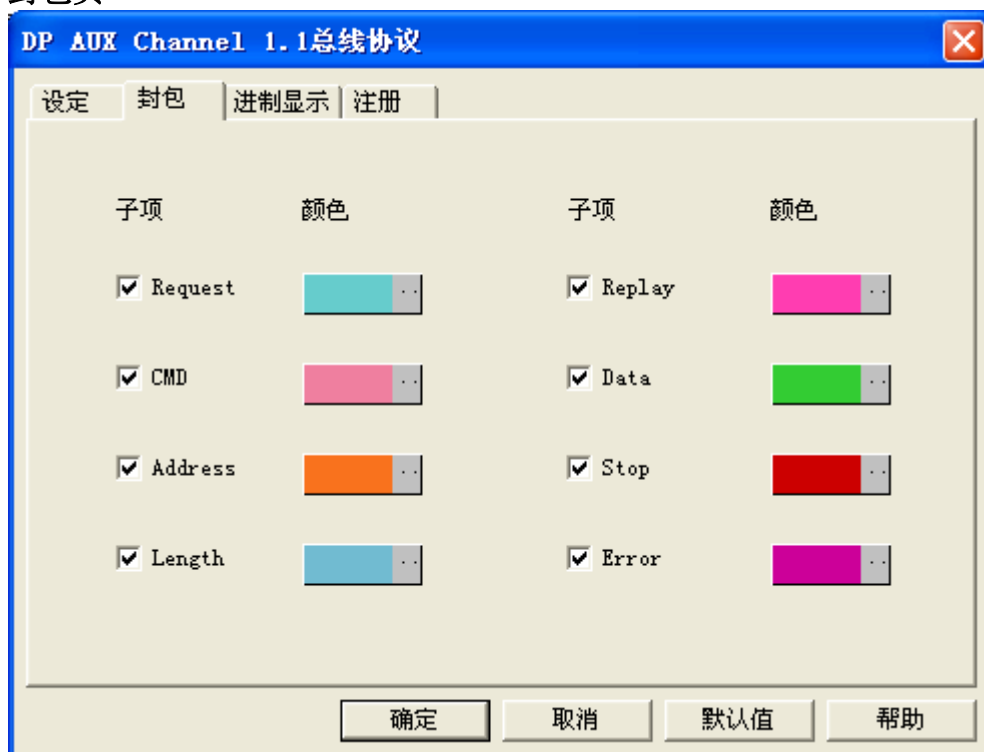 DP AUX Channel 1.1总线协议
设定 封包 进制显示 注册
子项 颜色 子项 颜色
Request .. Replay ..
CMD .. Data ..
Address .. Stop ..
Length .. Error ..
确定 取消 默认值 帮助